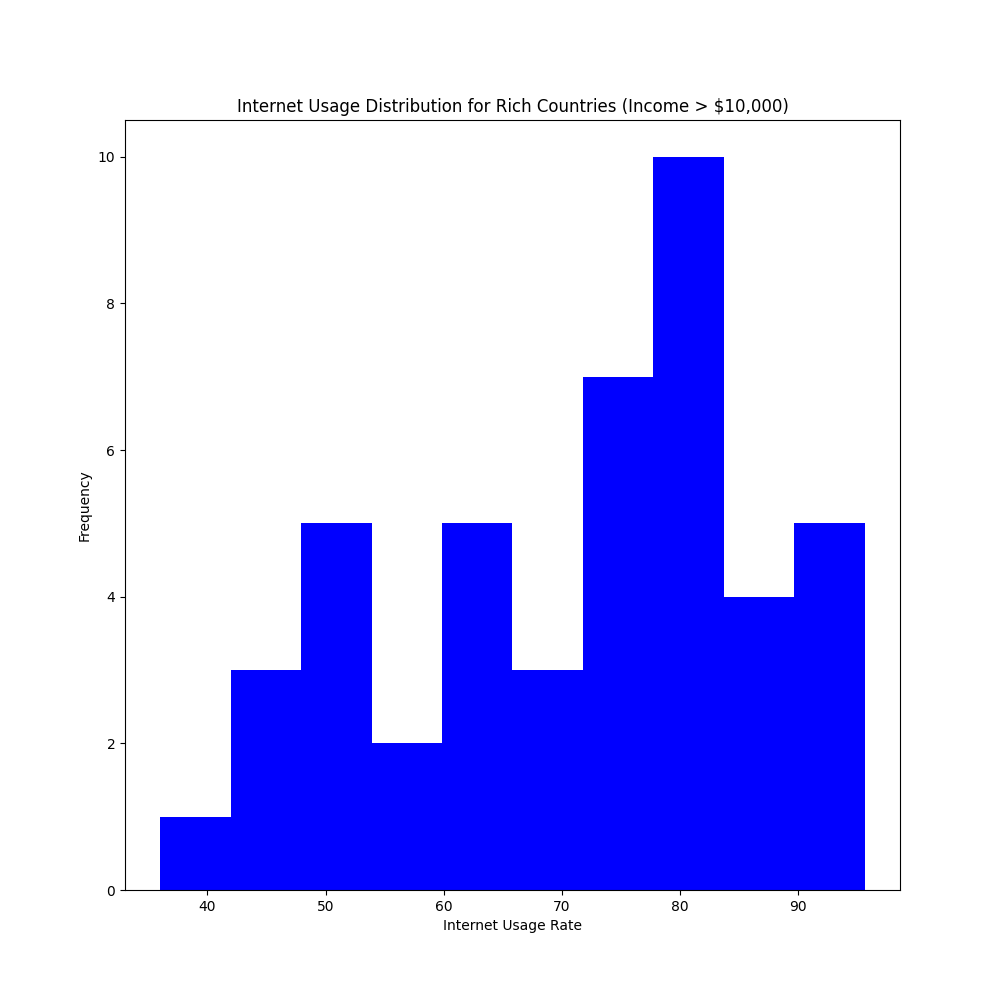 Internet Usage Distribution for Rich Countries (Income > $10,000)
10
8
6
4
2
0
Frequency
40 50 60 70 80 90
Internet Usage Rate